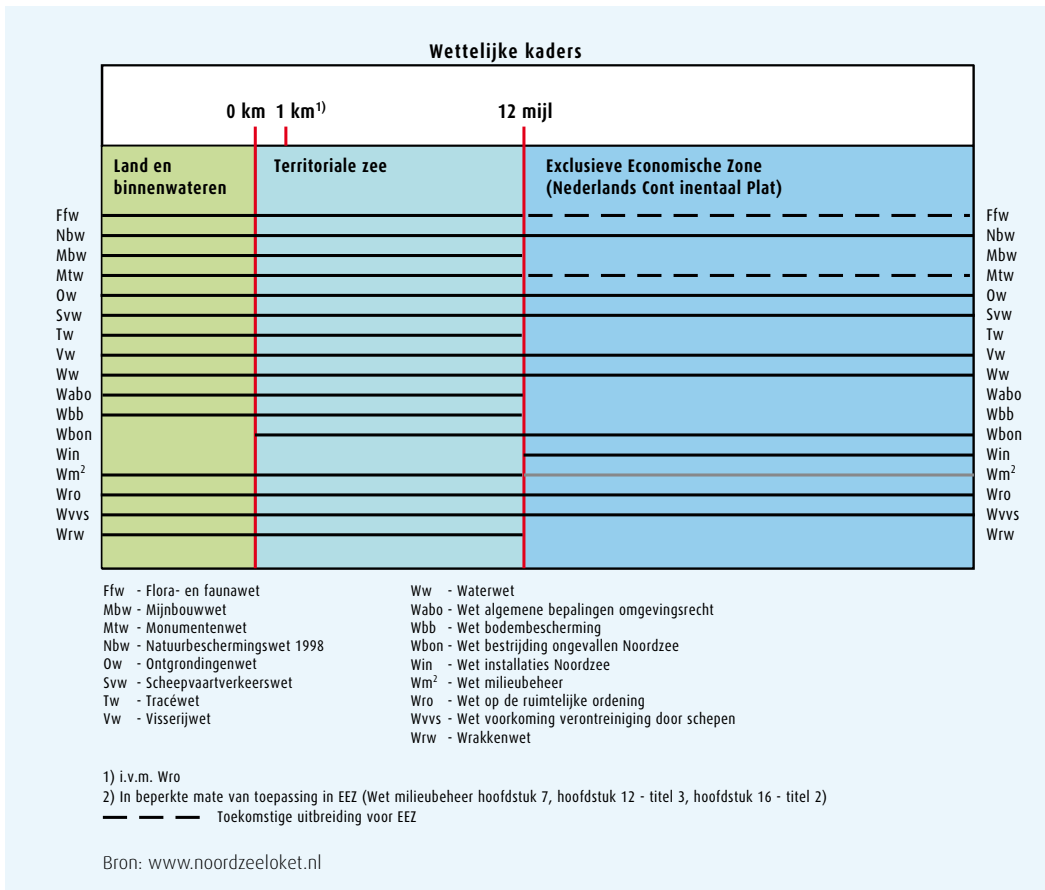 Wettelijke kaders
0 km 1 km1) 12 mijl
Land en
binnenwateren
Territoriale zee
Exclusieve Economische Zone
(Nederlands Cont inentaal Plat)
Ffw Ffw
Nbw Nbw
Mbw Mbw
Mtw Mtw
Ow Ow
Svw Svw
Tw Tw
Vw Vw
Ww Ww
Wabo Wabo
Wbb Wbb
Wbon Wbon
Win Win
Wm2 Wm2
Wro Wro
Wvvs Wvvs
Wrw Wrw
Ffw - Flora- en faunawet
Mbw - Mijnbouwwet
Mtw - Monumentenwet
Nbw - Natuurbeschermingswet 1998
Ow - Ontgrondingenwet
Svw - Scheepvaartverkeerswet
Tw - Tracéwet
Vw - Visserijwet
Ww - Waterwet
Wabo - Wet algemene bepalingen omgevingsrecht
Wbb - Wet bodembescherming
Wbon - Wet bestrijding ongevallen Noordzee
Win - Wet installaties Noordzee
Wm2 - Wet milieubeheer
Wro - Wet op de ruimtelijke ordening
Wvvs - Wet voorkoming verontreiniging door schepen
Wrw - Wrakkenwet
1) i.v.m. Wro
2) In beperkte mate van toepassing in EEZ (Wet milieubeheer hoofdstuk 7, hoofdstuk 12 - titel 3, hoofdstuk 16 - titel 2)
Toekomstige uitbreiding voor EEZ
Bron: www.noordzeeloket.nl